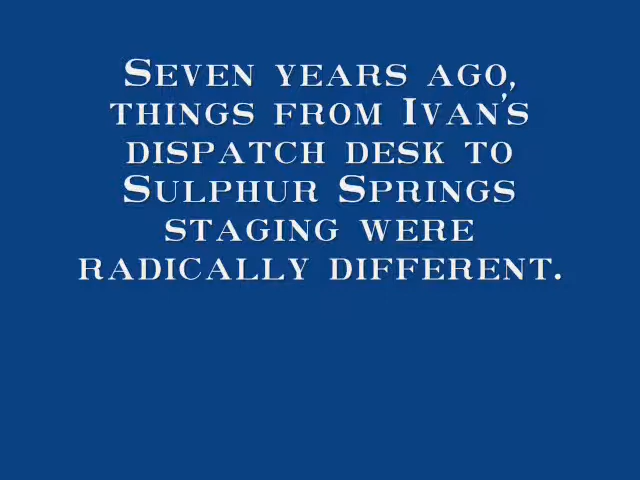 Seven years ago,
things from Ivan's
dispatch desk to
Sulphur Springs
staging were
radically different.